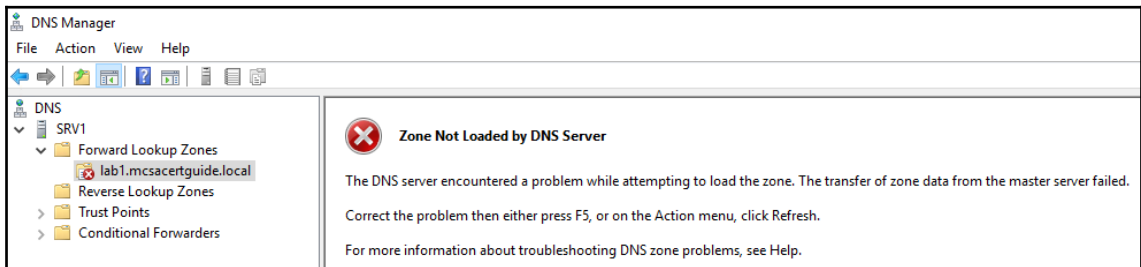 DNS Manager
File Action View Help
DNS
SRV1
Forward Lookup Zones
lab1.mcsacertguide.local
Reverse Lookup Zones
Trust Points
Conditional Forwarders
Zone Not Loaded by DNS Server
The DNS server encountered a problem while attempting to load the zone. The transfer of zone data from the master server failed.
Correct the problem then either press F5, or on the Action menu, click Refresh.
For more information about troubleshooting DNS zone problems, see Help.